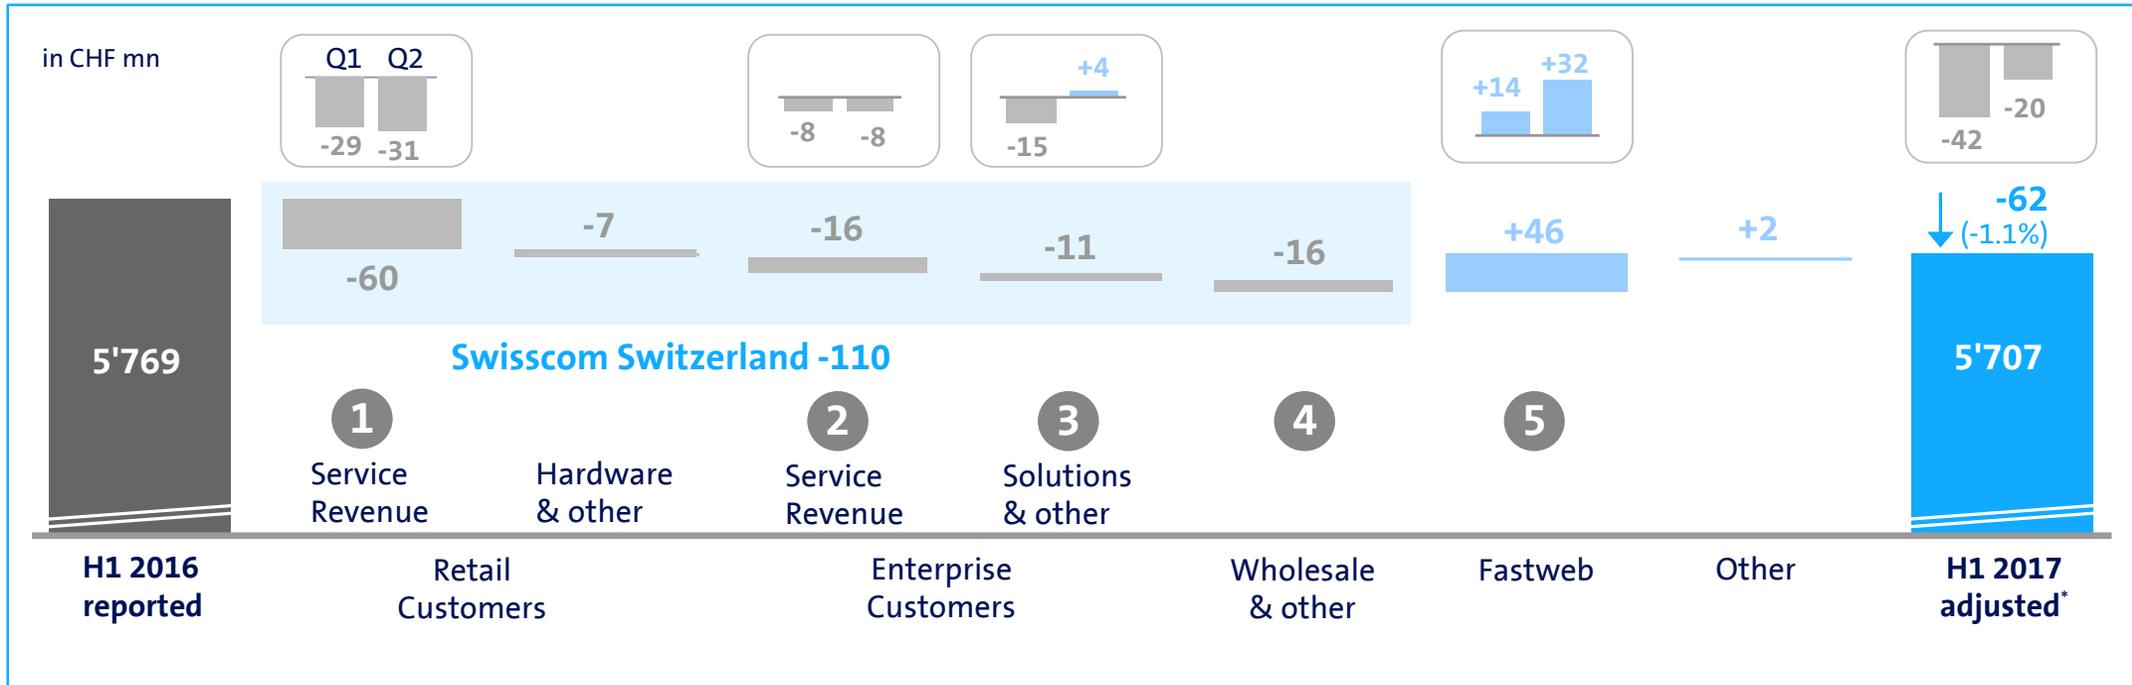 in CHF mn
Q1 Q2
-29 -31
-8 -8
+4
-15
+14 +32
-42 -20
-60
-7
-16
-11
-16
+46
+2
-62
(-1.1%)
5'769
5'707
Swisscom Switzerland -110
1 2 3 4 5
Service
Revenue
Hardware
& other
Service
Revenue
Solutions
& other
H1 2016
reported
Retail
Customers
Enterprise
Customers
Wholesale
& other
Fastweb
Other
H1 2017
adjusted*